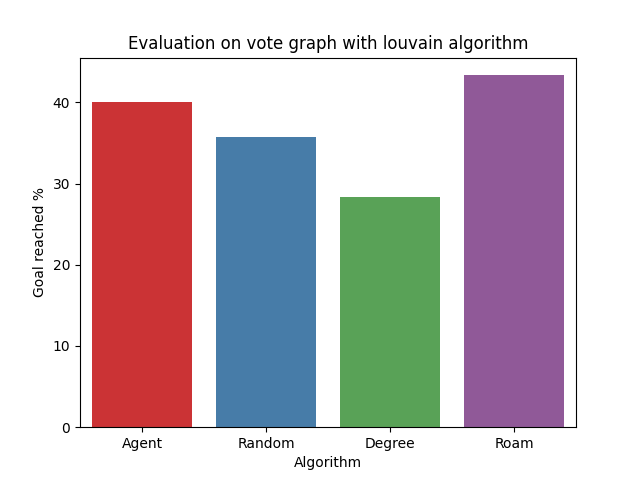 Evaluation on vote graph with louvain algorithm
Goal reached %
40
30
20
10
0
Agent Random Degree Roam
Algorithm